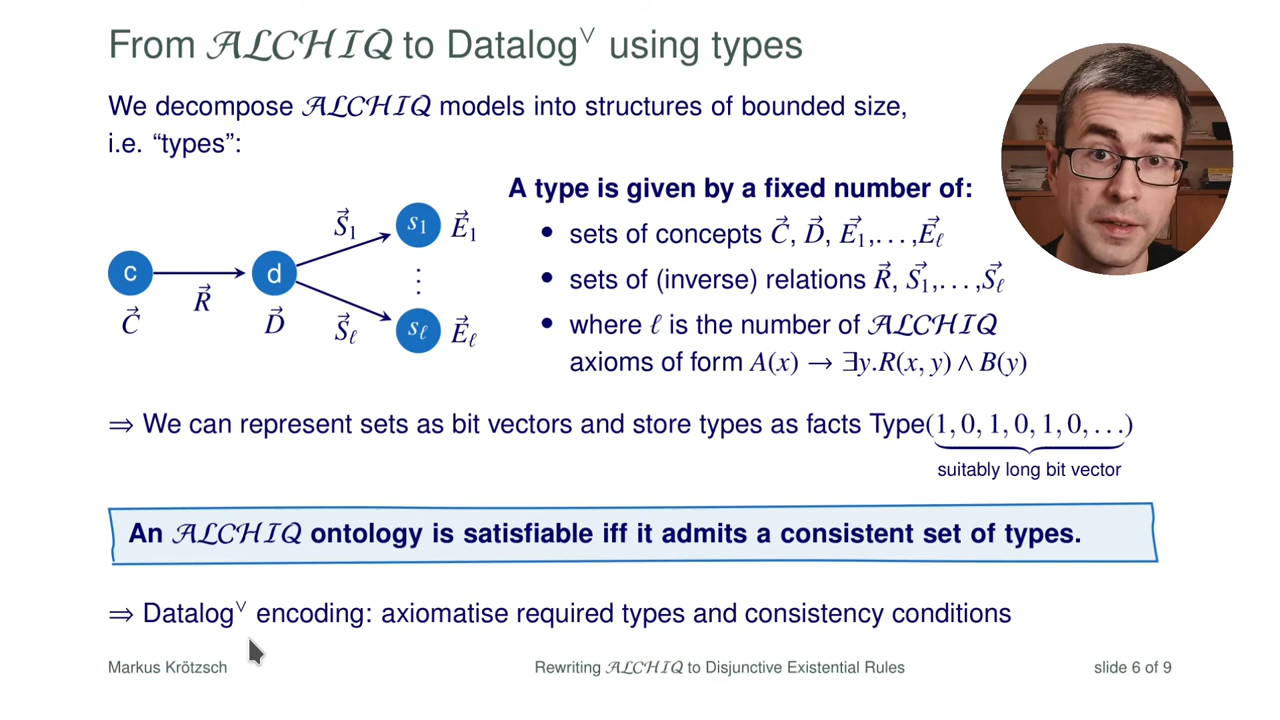 From 𝒜ℒ𝒞ℋℐ𝒬 to Datalog∨ using types
We decompose 𝒜ℒ𝒞ℋℐ𝒬 models into structures of bounded size,
i.e. “types”:
c
R⃗
C⃗
d
D⃗
S⃗₁
s₁
E⃗₁
⋮
S⃗ℓ
sℓ
E⃗ℓ
A type is given by a fixed number of:
• sets of concepts C⃗, D⃗, E⃗₁,…,E⃗ℓ
• sets of (inverse) relations R⃗, S⃗₁,…,S⃗ℓ
• where ℓ is the number of 𝒜ℒ𝒞ℋℐ𝒬
axioms of form A(x) → ∃y.R(x, y) ∧ B(y)
⇒ We can represent sets as bit vectors and store types as facts Type(1, 0, 1, 0, 1, 0, …)
suitably long bit vector
An 𝒜ℒ𝒞ℋℐ𝒬 ontology is satisfiable iff it admits a consistent set of types.
⇒ Datalog∨ encoding: axiomatise required types and consistency conditions
Markus Krötzsch
Rewriting 𝒜ℒ𝒞ℋℐ𝒬 to Disjunctive Existential Rules
slide 6 of 9